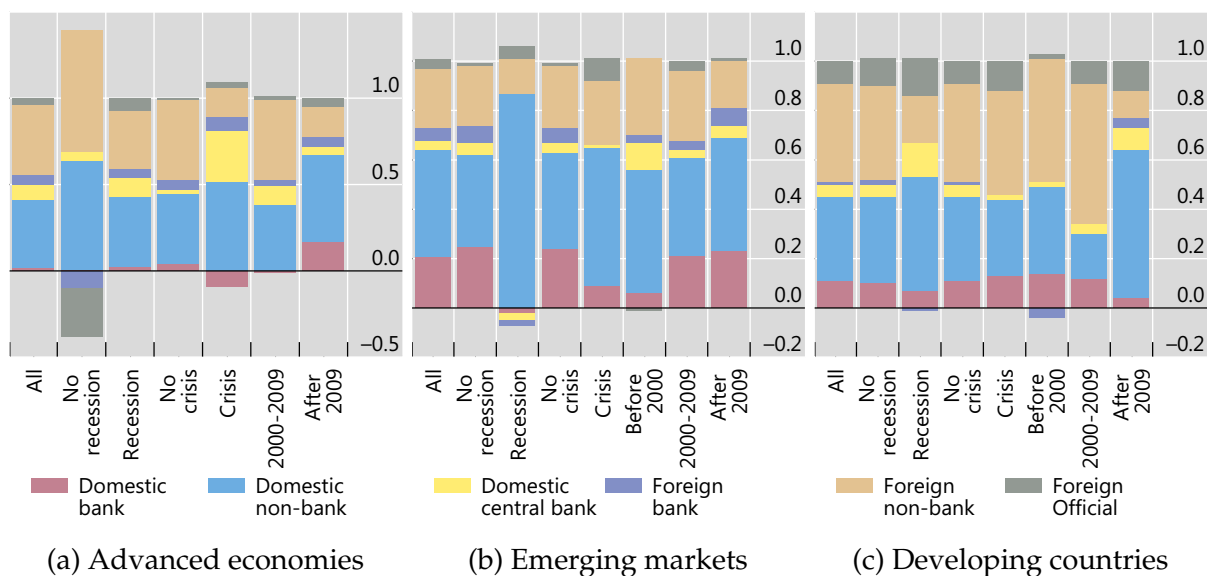 1.0
0.5
0.0
−0.5
All
No
recession
Recession
No
crisis
Crisis
2000-2009
After
2009
1.0
0.8
0.6
0.4
0.2
0.0
−0.2
All
No
recession
Recession
No
crisis
Crisis
Before
2000
2000-2009
After
2009
1.0
0.8
0.6
0.4
0.2
0.0
−0.2
All
No
recession
Recession
No
crisis
Crisis
Before
2000
2000-2009
After
2009
Domestic
bank
Domestic
non-bank
Domestic
central bank
Foreign
bank
Foreign
non-bank
Foreign
Official
(a) Advanced economies
(b) Emerging markets
(c) Developing countries